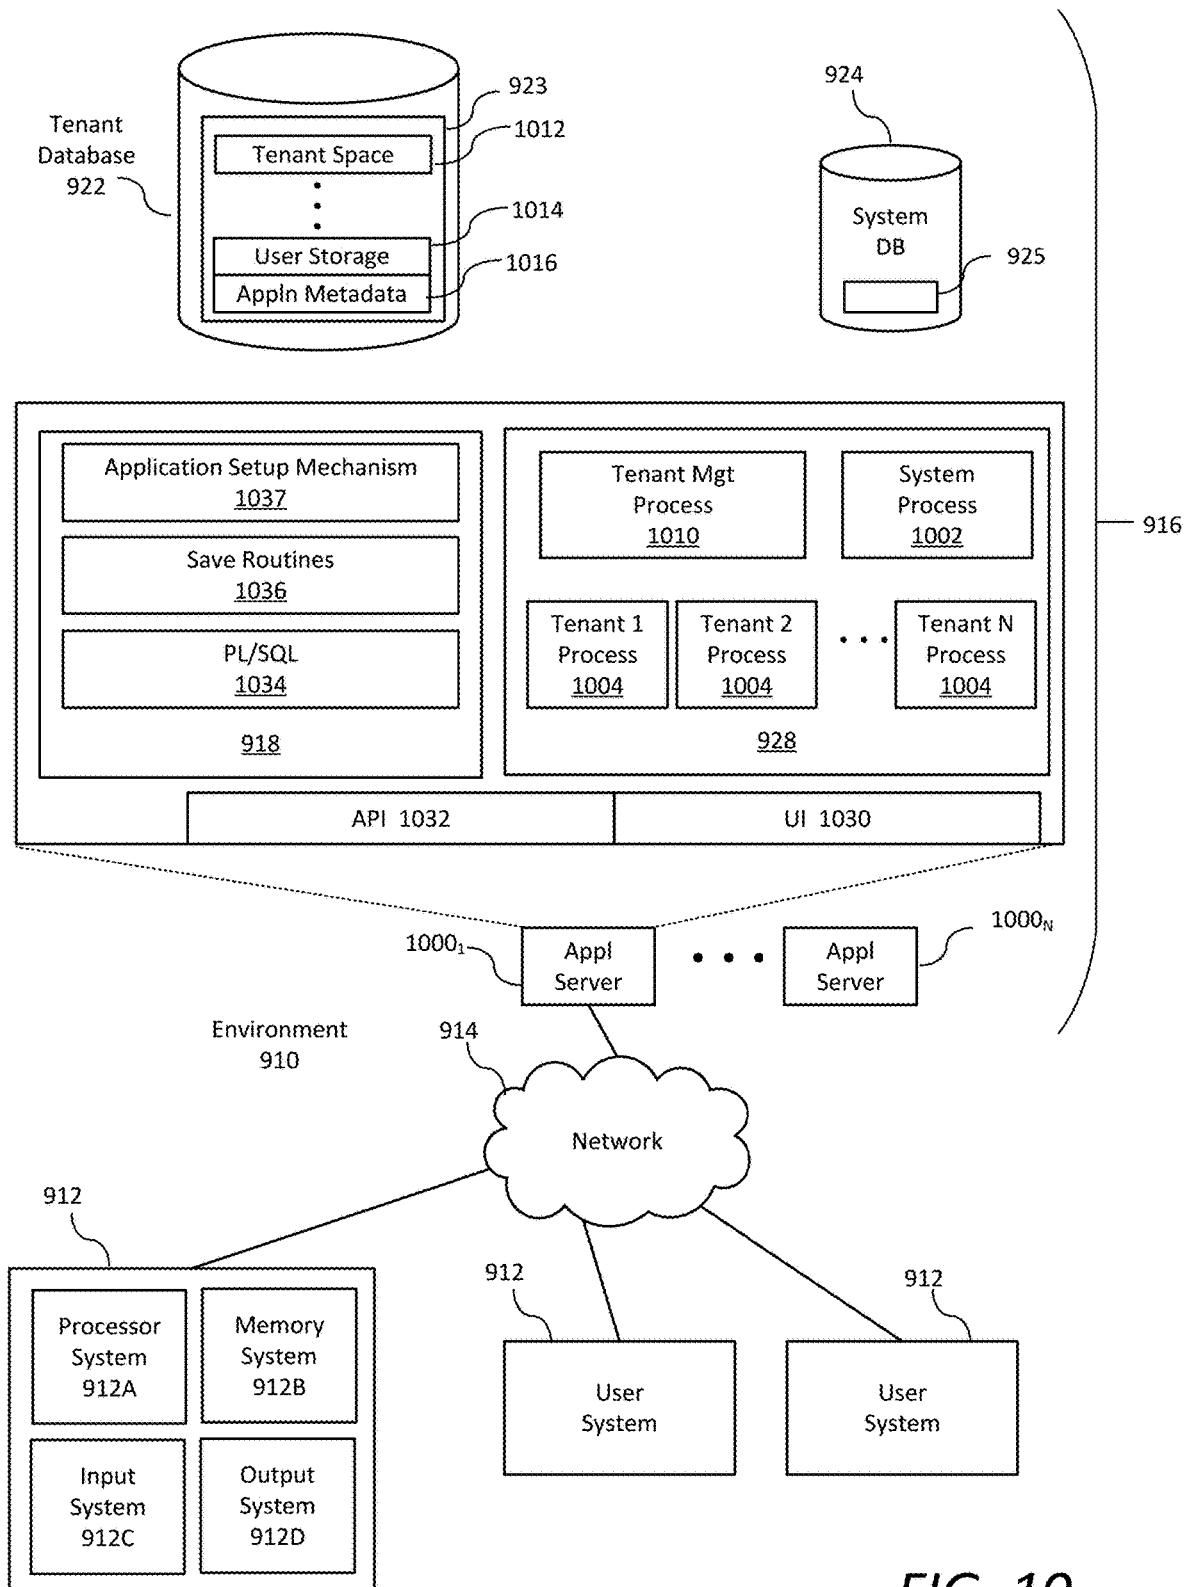 924
923
1012
Tenant
Database
922
Tenant Space
1014
User Storage
1016
Appln Metadata
System
DB
925
Application Setup Mechanism
1037
Save Routines
1036
PL/SQL
1034
918
Tenant Mgt
Process
1010
System
Process
1002
Tenant 1
Process
1004
Tenant 2
Process
1004
Tenant N
Process
1004
928
916
API 1032
UI 1030
1000₁
Appl
Server
Appl
Server
1000N
Environment
910
914
Network
912
Processor
System
912A
Memory
System
912B
Input
System
912C
Output
System
912D
912
User
System
912
User
System
FIG. 10